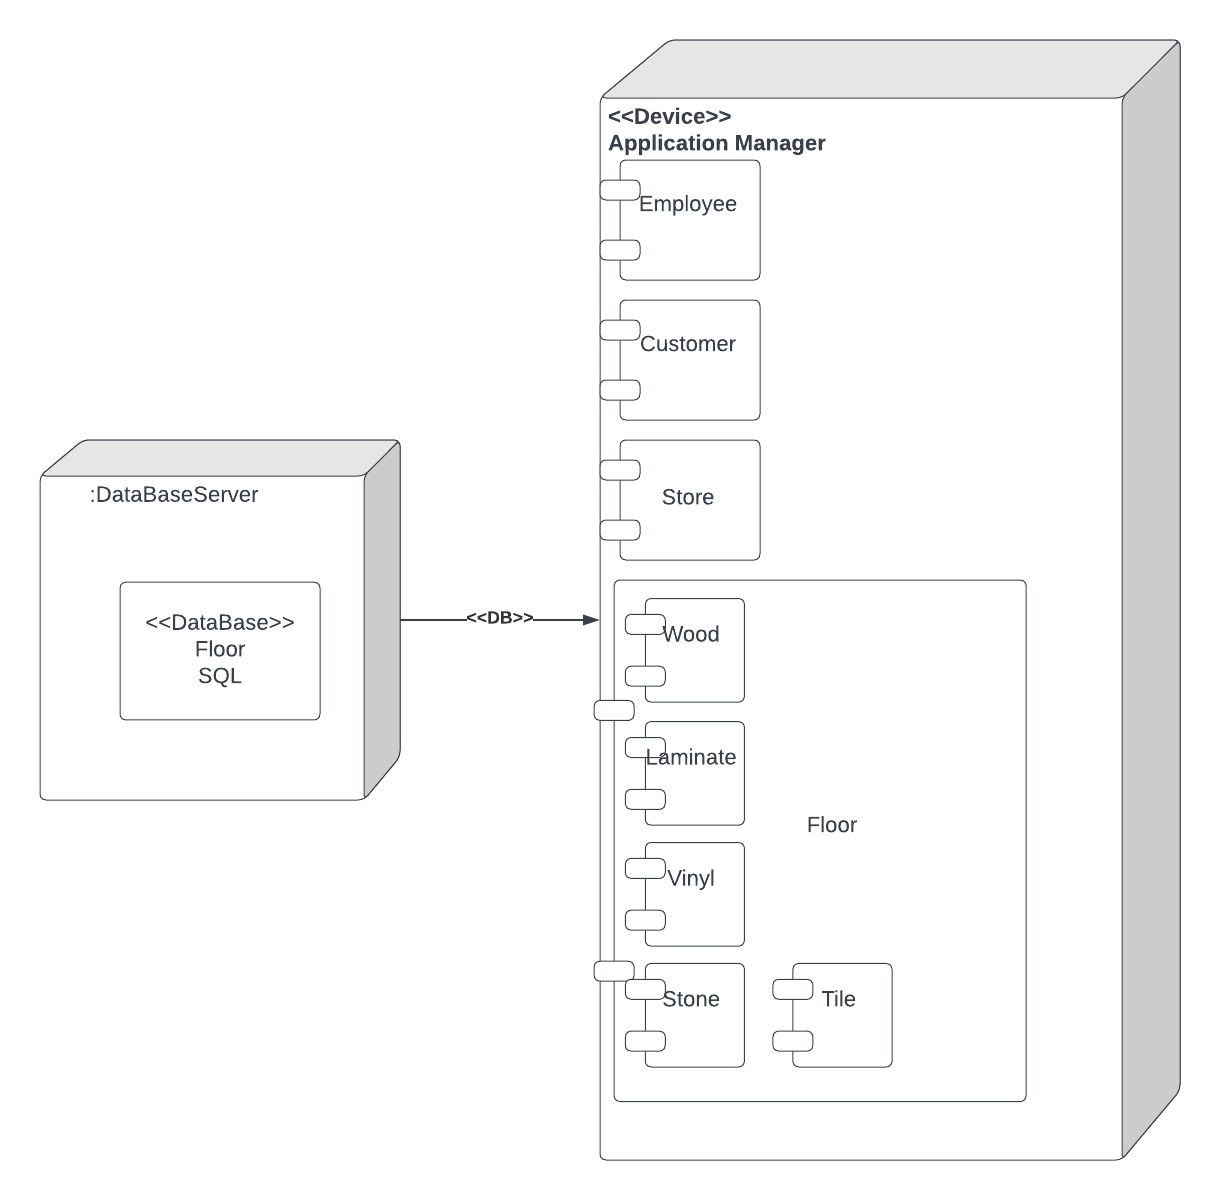 <<Device>>
Application Manager
Employee
Customer
Store
:DataBaseServer
<<DataBase>>
Floor
SQL
<<DB>>
Wood
Laminate
Floor
Vinyl
Stone
Tile